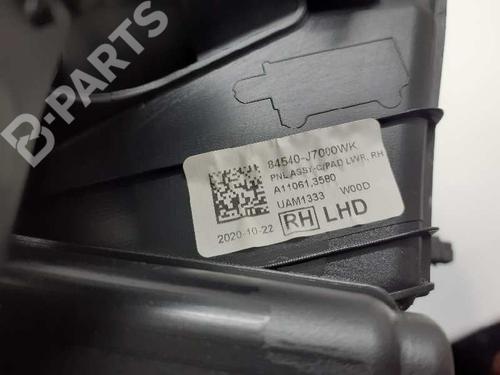 B-PARTS
84540-J7000WK
PNL ASSY-C/PAD LWR, RH
A11061,3580
UAM1333 W00D
2020-10-22 RH LHD